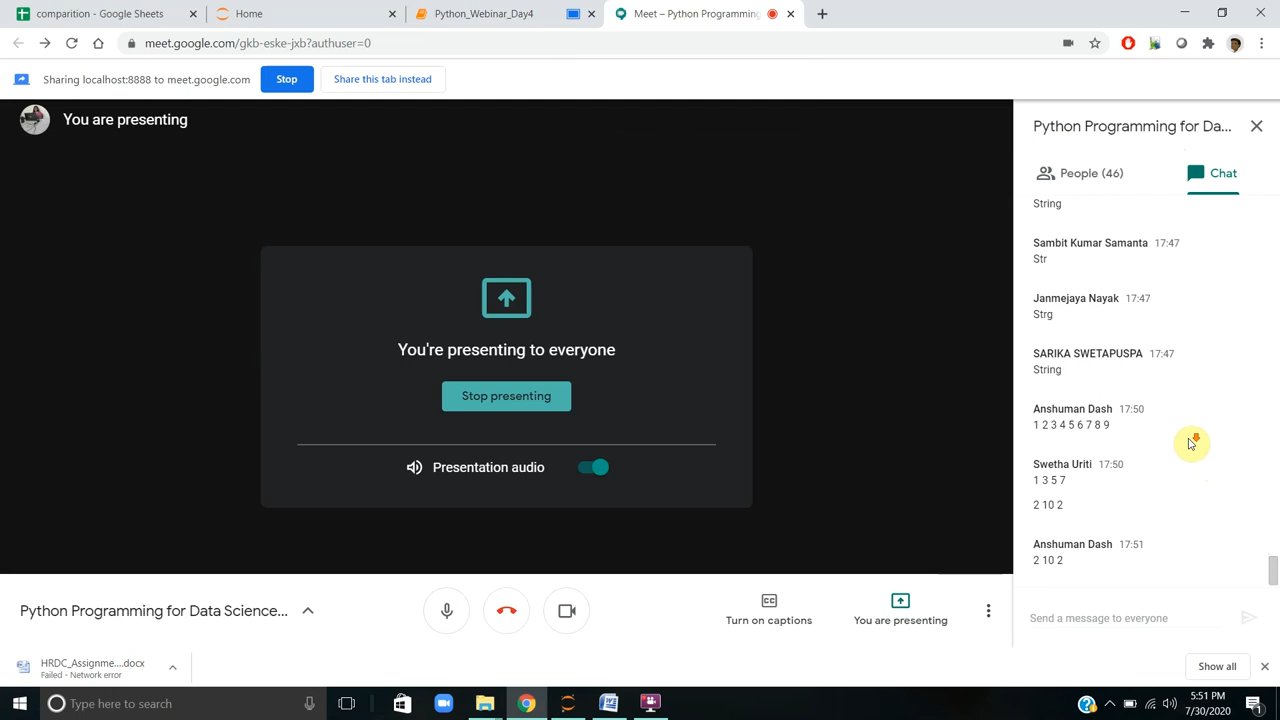 comparition - Google Sheets
Home
Python_Webinar_Day4
Meet – Python Programming
meet.google.com/gkb-eske-jxb?authuser=0
Sharing localhost:8888 to meet.google.com
Stop
Share this tab instead
You are presenting
Python Programming for Da...
People (46)
Chat
String
Sambit Kumar Samanta 17:47
Str
Janmejaya Nayak 17:47
Strg
SARIKA SWETAPUSPA 17:47
String
Anshuman Dash 17:50
1 2 3 4 5 6 7 8 9
Swetha Uriti 17:50
1 3 5 7
2 10 2
Anshuman Dash 17:51
2 10 2
You're presenting to everyone
Stop presenting
Presentation audio
Send a message to everyone
Python Programming for Data Science...
CC
Turn on captions
You are presenting
HRDC_Assignme....docx
Failed - Network error
Show all
Type here to search
5:51 PM
7/30/2020
1